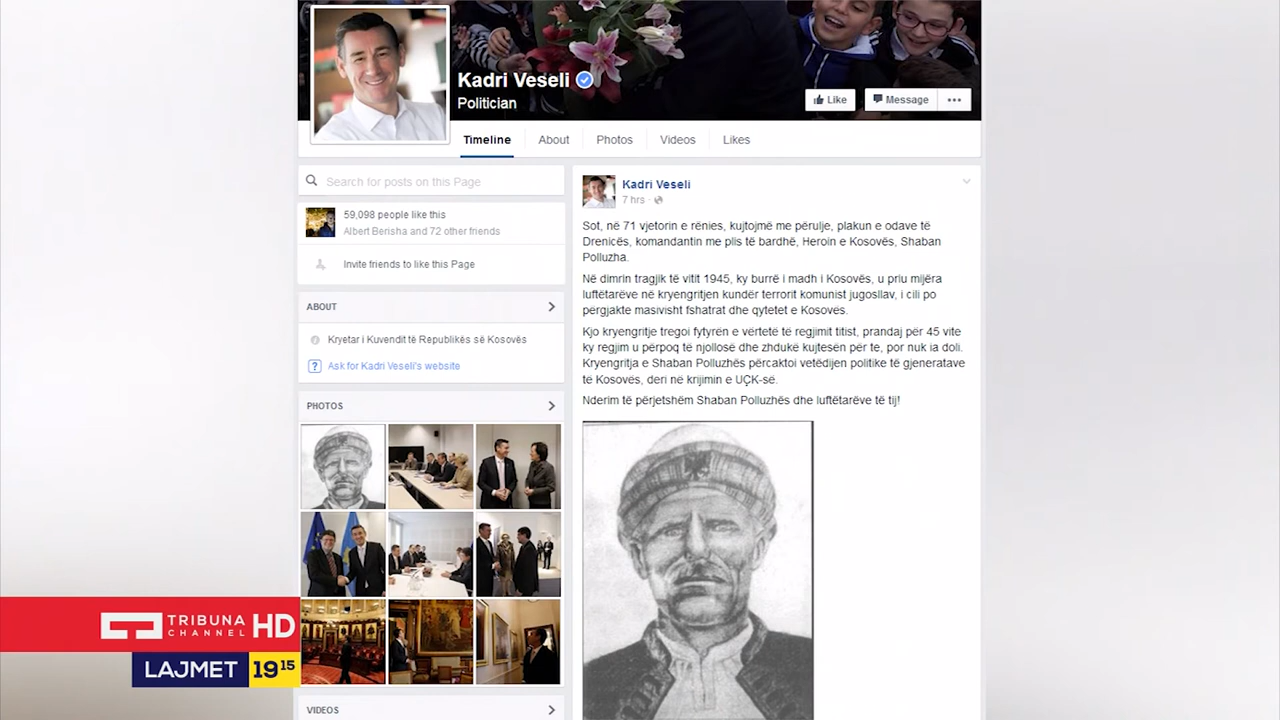 Kadri Veseli
Politician
Like
Message
Timeline
About
Photos
Videos
Likes
Search for posts on this Page
59,098 people like this
Albert Berisha and 72 other friends
Invite friends to like this Page
ABOUT
Kryetar i Kuvendit të Republikës së Kosovës
? Ask for Kadri Veseli's website
PHOTOS
VIDEOS
Kadri Veseli
7 hrs ·
Sot, në 71 vjetorin e rënies, kujtojmë me përulje, plakun e odave të
Drenicës, komandantin me plis të bardhë, Heroin e Kosovës, Shaban
Polluzha.
Në dimrin tragjik të vitit 1945, ky burrë i madh i Kosovës, u priu mijëra
luftëtarëve në kryengritjen kundër terrorit komunist jugosllav, i cili po
pergjakte masivisht fshatrat dhe qytetet e Kosovës.
Kjo kryengritje tregoi fytyrën e vërtetë të regjimit titist, prandaj për 45 vite
ky regjim u përpoq të njollosë dhe zhdukë kujtesën për te, por nuk ia doli.
Kryengritja e Shaban Polluzhës përcaktoi vetëdijen politike të gjeneratave
të Kosovës, deri në krijimin e UÇK-së.
Nderim të përjetshëm Shaban Polluzhës dhe luftëtarëve të tij!
TRIBUNA
CHANNEL
HD
LAJMET 19 15